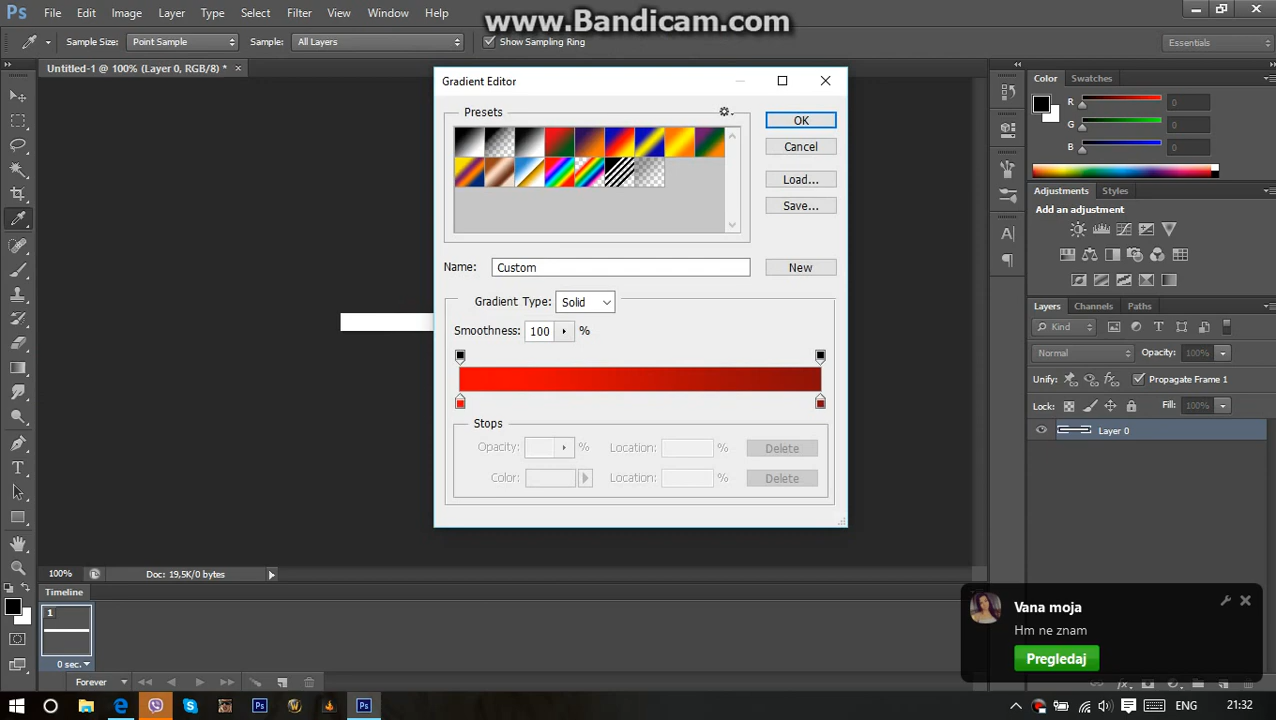 www.Bandicam.com
Ps File Edit Image Layer Type Select Filter View Window Help
Sample Size: Point Sample Sample: All Layers Show Sampling Ring Essentials
Untitled-1 @ 100% (Layer 0, RGB/8) * ×
Gradient Editor
Presets
OK
Cancel
Load...
Save...
Name: Custom New
Gradient Type: Solid
Smoothness: 100 %
Stops
Opacity: % Location: % Delete
Color: Location: % Delete
Color Swatches
R 0
G 0
B 0
Adjustments Styles
Add an adjustment
Layers Channels Paths
Kind
Normal Opacity: 100%
Unify: Propagate Frame 1
Lock: Fill: 100%
Layer 0
100% Doc: 19,5K/0 bytes
Timeline
1
0 sec.
Forever
Vana moja
Hm ne znam
Pregledaj
21:32